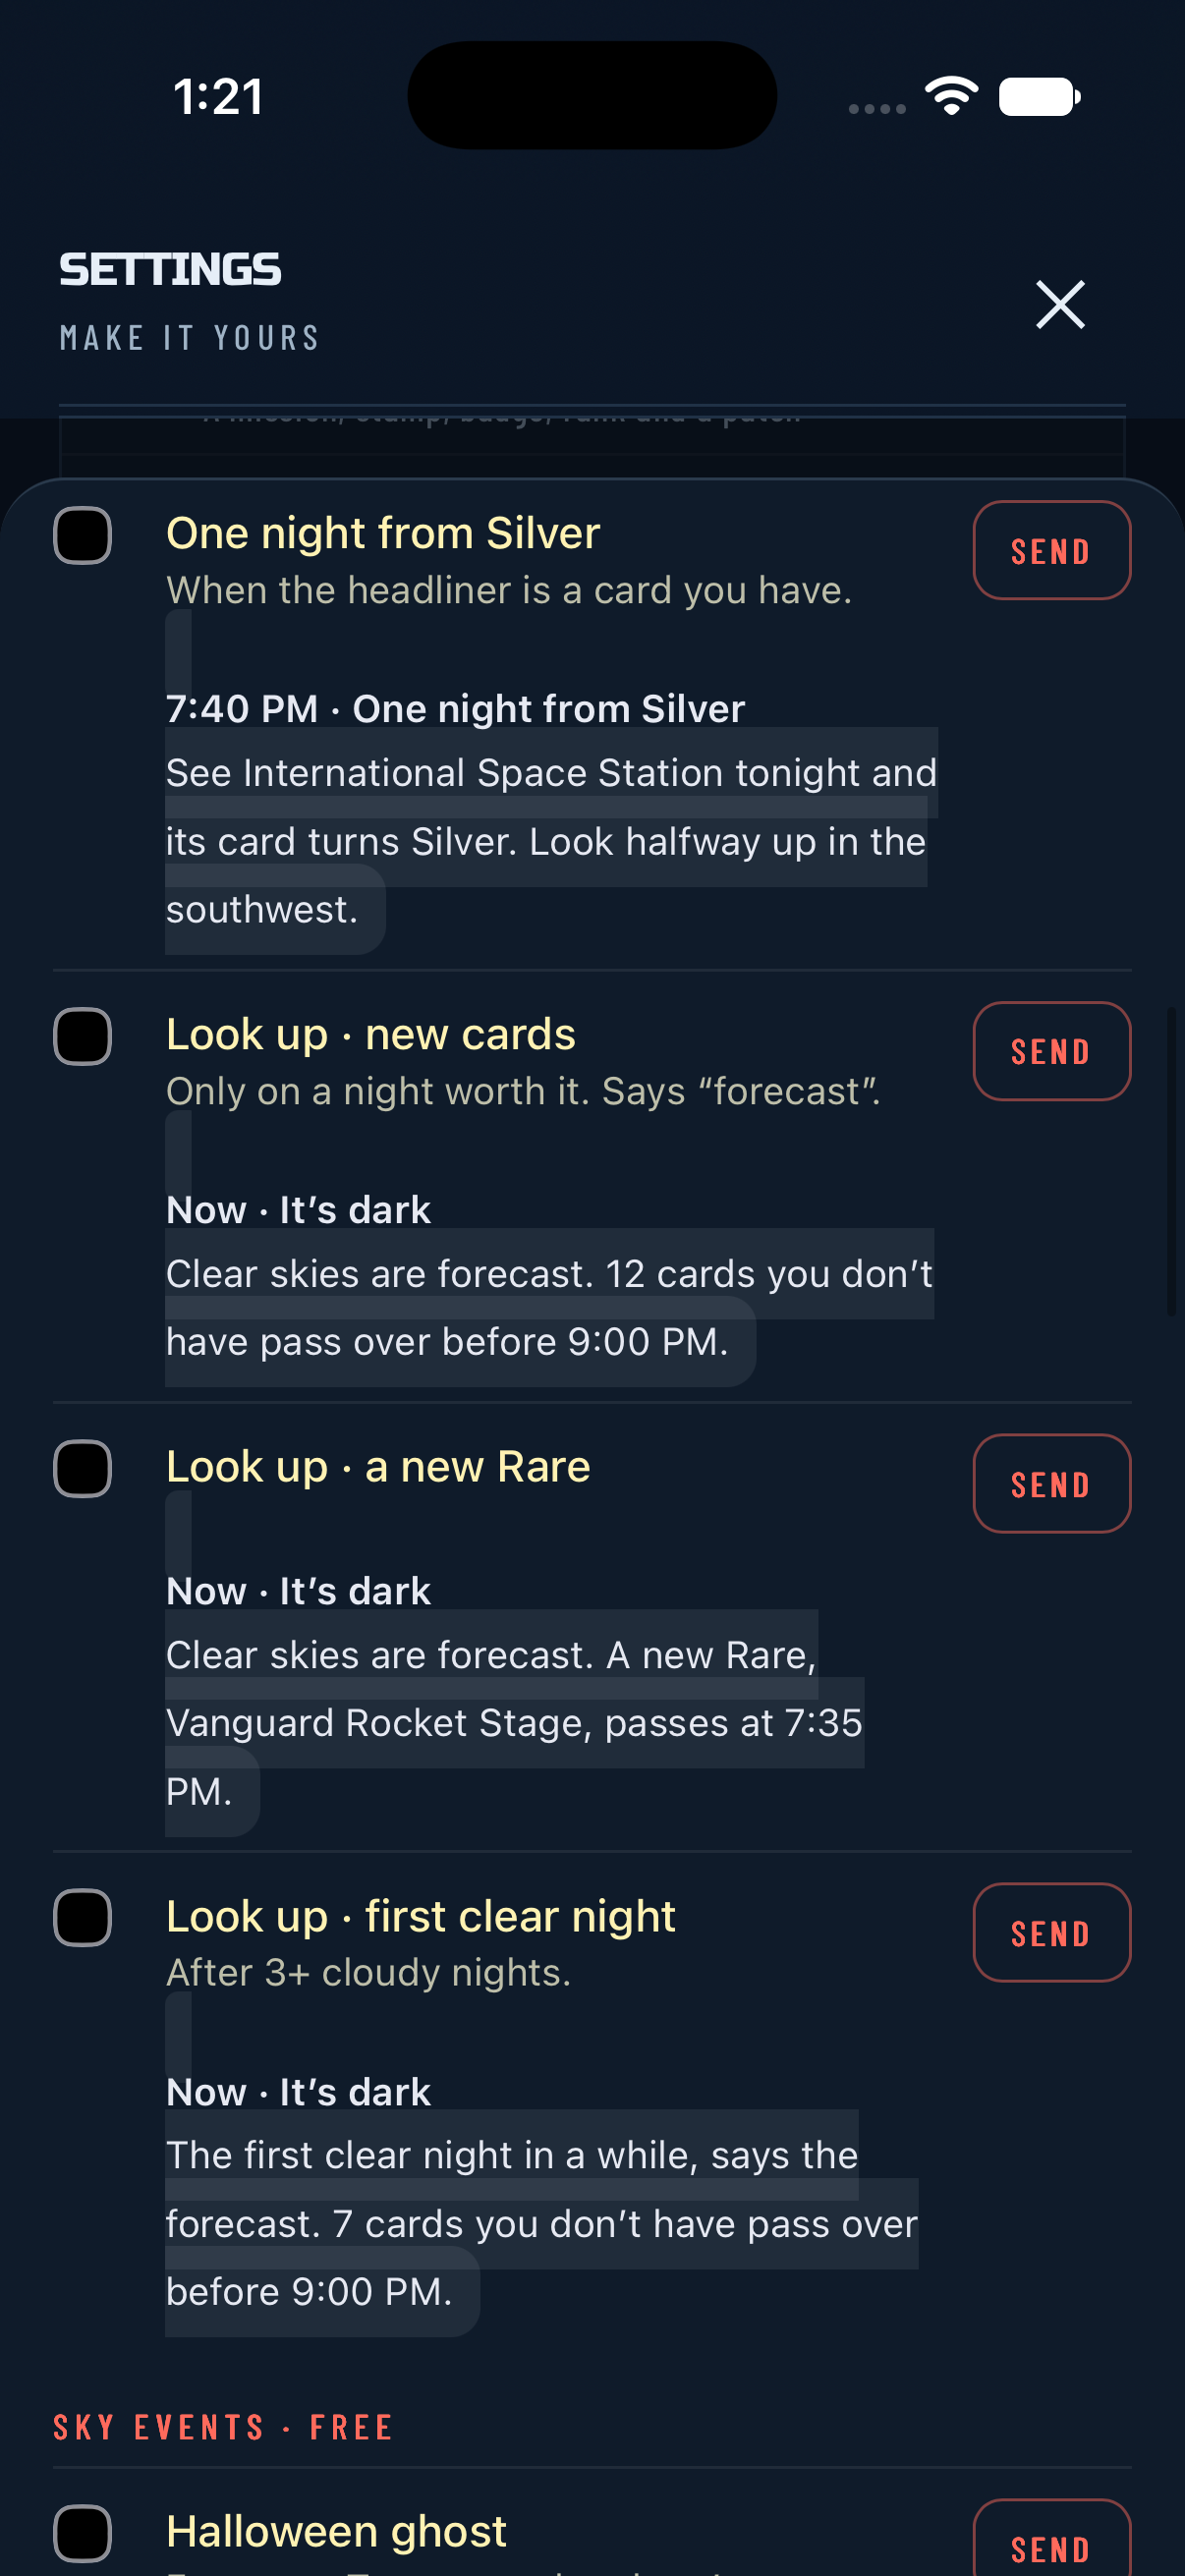 1:21
SETTINGS
MAKE IT YOURS
A mission, stamp, badge, rank and a patch
One night from Silver
SEND
When the headliner is a card you have.
7:40 PM · One night from Silver
See International Space Station tonight and
its card turns Silver. Look halfway up in the
southwest.
Look up · new cards
SEND
Only on a night worth it. Says “forecast”.
Now · It’s dark
Clear skies are forecast. 12 cards you don’t
have pass over before 9:00 PM.
Look up · a new Rare
SEND
Now · It’s dark
Clear skies are forecast. A new Rare,
Vanguard Rocket Stage, passes at 7:35
PM.
Look up · first clear night
SEND
After 3+ cloudy nights.
Now · It’s dark
The first clear night in a while, says the
forecast. 7 cards you don’t have pass over
before 9:00 PM.
SKY EVENTS · FREE
Halloween ghost
SEND